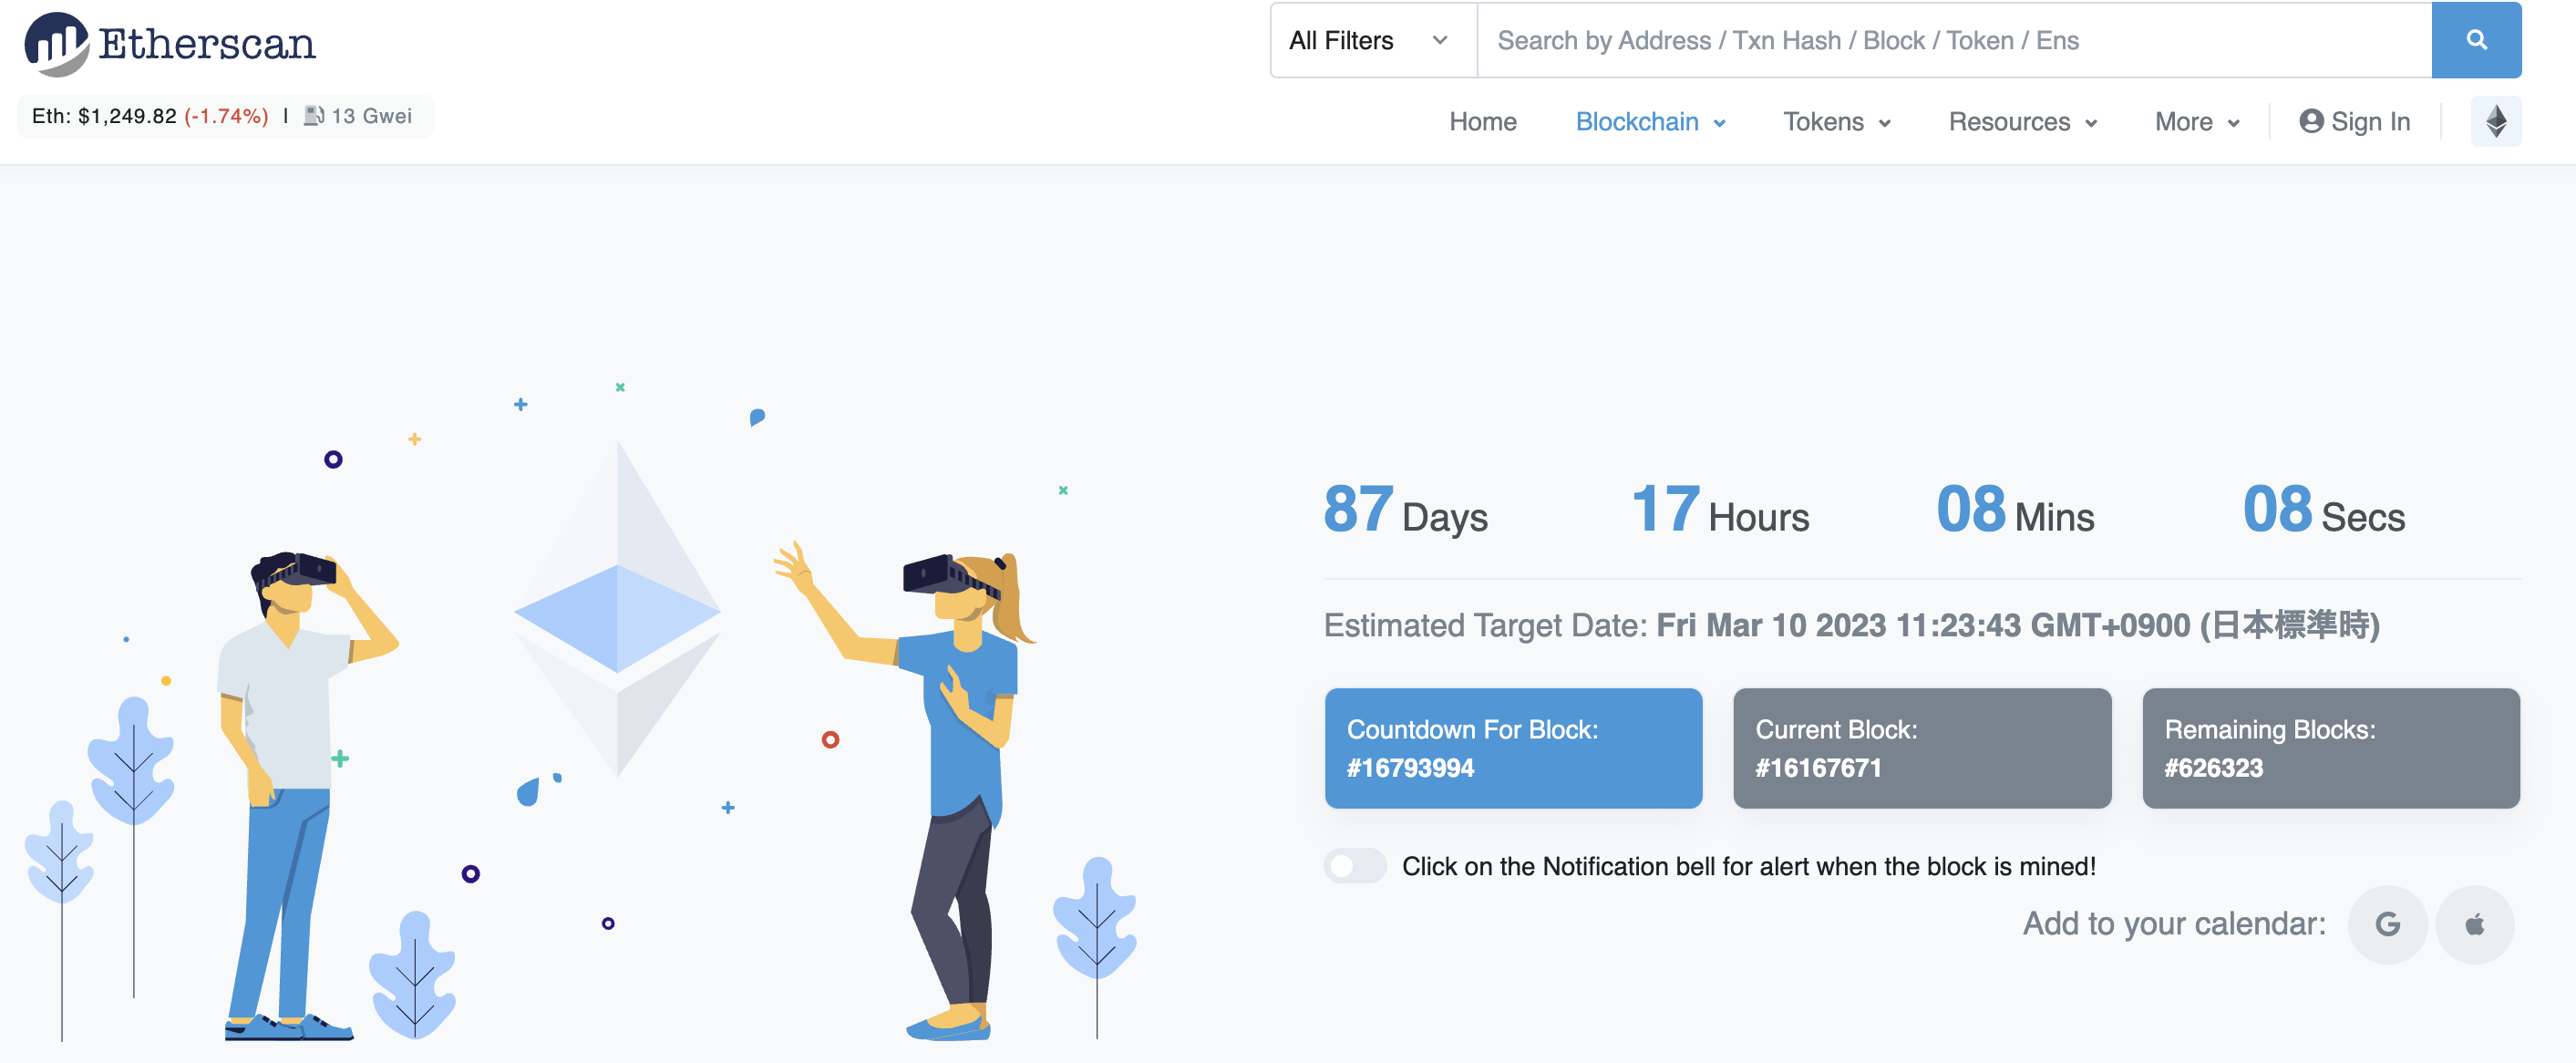 Etherscan
All Filters
Search by Address / Txn Hash / Block / Token / Ens
Eth: $1,249.82 (-1.74%) | 13 Gwei
Home Blockchain Tokens Resources More Sign In
87 Days 17 Hours 08 Mins 08 Secs
Estimated Target Date: Fri Mar 10 2023 11:23:43 GMT+0900 (日本標準時)
Countdown For Block:
#16793994
Current Block:
#16167671
Remaining Blocks:
#626323
Click on the Notification bell for alert when the block is mined!
Add to your calendar: